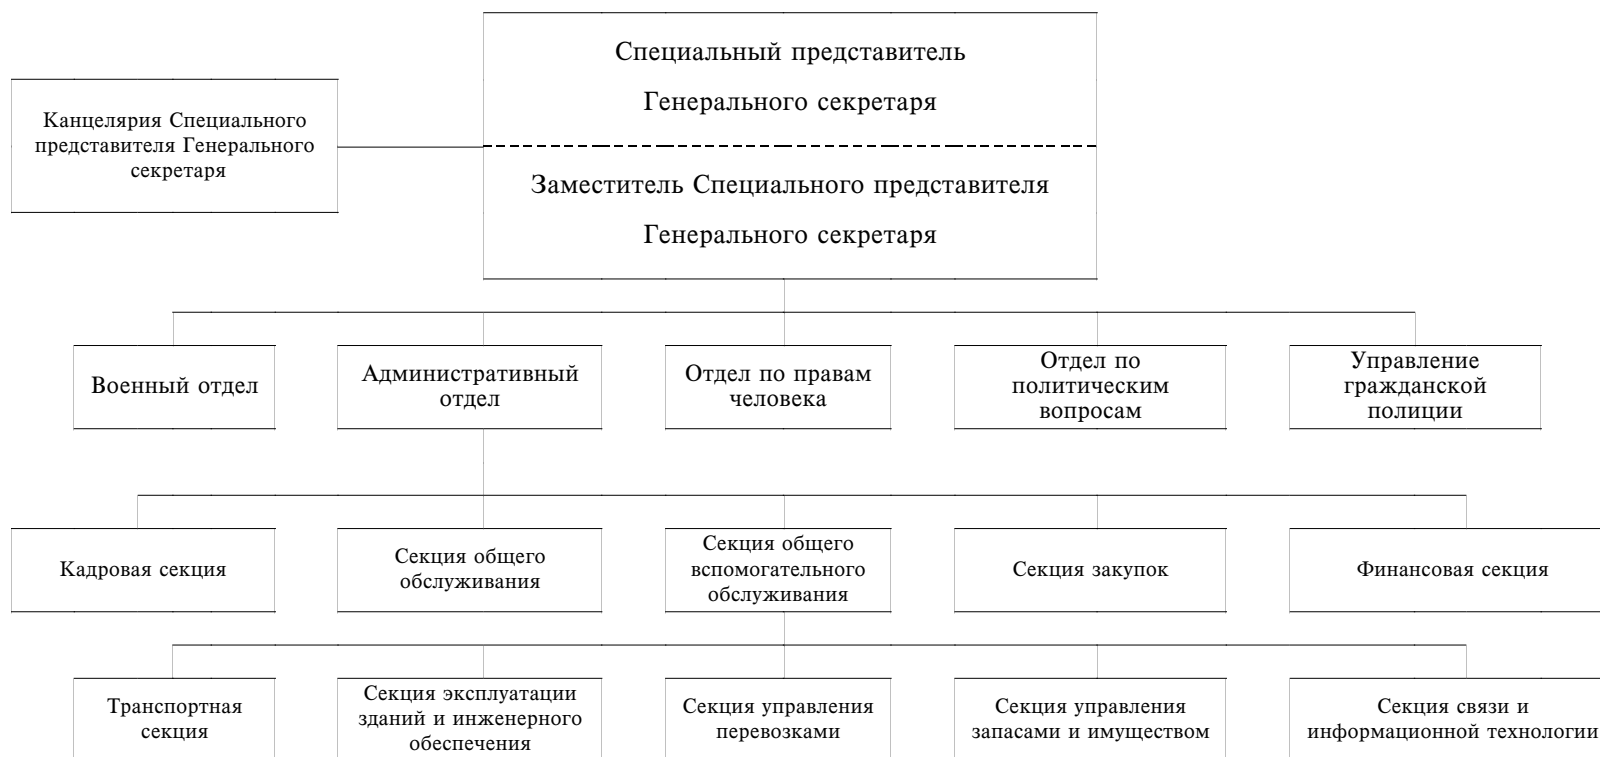 Специальный представитель
Генерального секретаря
Канцелярия Специального
представителя Генерального
секретаря
Заместитель Специального представителя
Генерального секретаря
Военный отдел
Административный
отдел
Отдел по правам
человека
Отдел по
политическим
вопросам
Управление
гражданской
полиции
Кадровая секция
Секция общего
обслуживания
Секция общего
вспомогательного
обслуживания
Секция закупок
Финансовая секция
Транспортная
секция
Секция эксплуатации
зданий и инженерного
обеспечения
Секция управления
перевозками
Секция управления
запасами и имуществом
Секция связи и
информационной технологии